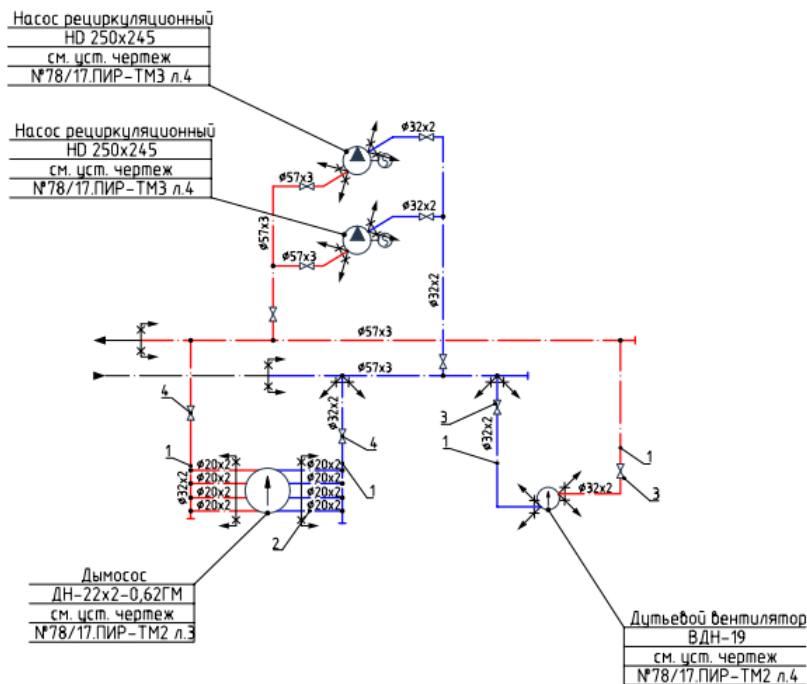 Насос рециркуляционный
HD 250x245
см. уст. чертеж
№78/17.ПИР-ТМ3 л.4
Насос рециркуляционный
HD 250x245
см. уст. чертеж
№78/17.ПИР-ТМ3 л.4
ø32x2
ø57x3
ø32x2
ø57x3
ø57x3
ø32x2
ø57x3
ø57x3
4
ø32x2
4
3
ø32x2
1
1
3
ø32x2
1
ø32x2
ø20x2
ø20x2
ø20x2
ø20x2
ø20x2
ø20x2
ø20x2
ø20x2
1
2
Дымосос
ДН-22х2-0,62ГМ
см. уст. чертеж
№78/17.ПИР-ТМ2 л.3
Дутьевой вентилятор
ВДН-19
см. уст. чертеж
№78/17.ПИР-ТМ2 л.4